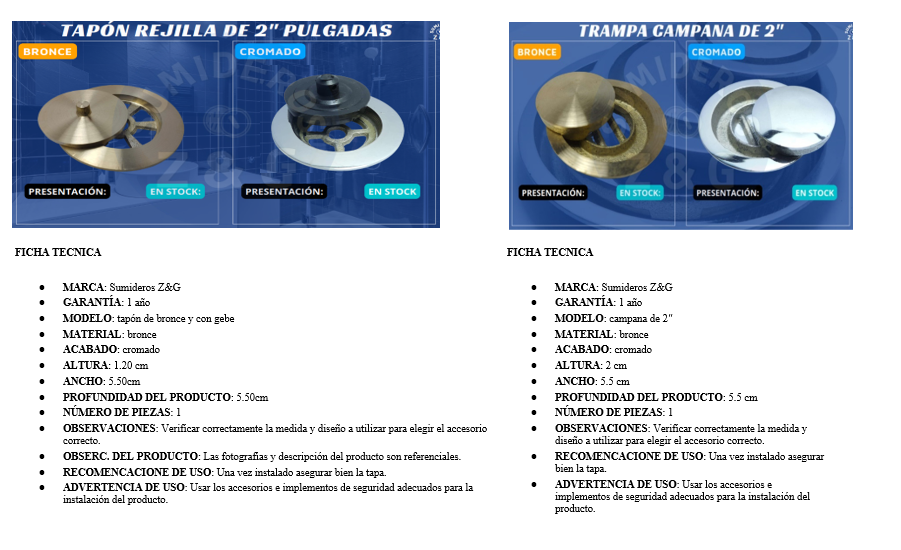 TAPÓN REJILLA DE 2" PULGADAS
BRONCE
CROMADO
PRESENTACIÓN:
EN STOCK:
PRESENTACIÓN:
EN STOCK
FICHA TECNICA
● MARCA: Sumideros Z&G
● GARANTÍA: 1 año
● MODELO: tapón de bronce y con gebe
● MATERIAL: bronce
● ACABADO: cromado
● ALTURA: 1.20 cm
● ANCHO: 5.50cm
● PROFUNDIDAD DEL PRODUCTO: 5.50cm
● NÚMERO DE PIEZAS: 1
● OBSERVACIONES: Verificar correctamente la medida y diseño a utilizar para elegir el accesorio
correcto.
● OBSERC. DEL PRODUCTO: Las fotografías y descripción del producto son referenciales.
● RECOMENCACIONE DE USO: Una vez instalado asegurar bien la tapa.
● ADVERTENCIA DE USO: Usar los accesorios e implementos de seguridad adecuados para la
instalación del producto.
TRAMPA CAMPANA DE 2"
BRONCE
CROMADO
PRESENTACIÓN:
EN STOCK:
PRESENTACIÓN:
EN STOCK
FICHA TECNICA
● MARCA: Sumideros Z&G
● GARANTÍA: 1 año
● MODELO: campana de 2"
● MATERIAL: bronce
● ACABADO: cromado
● ALTURA: 2 cm
● ANCHO: 5.5 cm
● PROFUNDIDAD DEL PRODUCTO: 5.5 cm
● NÚMERO DE PIEZAS: 1
● OBSERVACIONES: Verificar correctamente la medida y
diseño a utilizar para elegir el accesorio correcto.
● RECOMENCACIONE DE USO: Una vez instalado asegurar
bien la tapa.
● ADVERTENCIA DE USO: Usar los accesorios e
implementos de seguridad adecuados para la instalación del
producto.